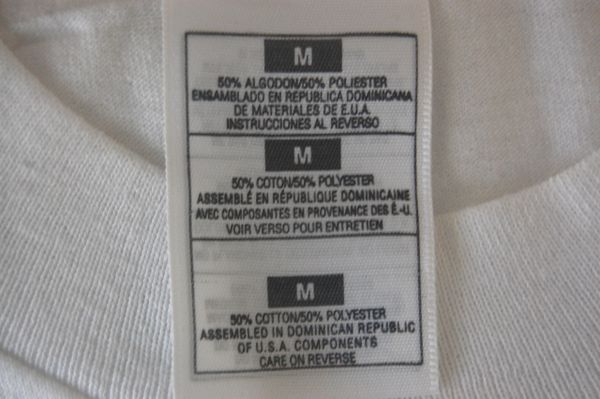 M
50% ALGODON/50% POLIESTER
ENSAMBLADO EN REPUBLICA DOMINICANA
DE MATERIALES DE E.U.A.
INSTRUCCIONES AL REVERSO
M
50% COTON/50% POLYESTER
ASSEMBLÉ EN RÉPUBLIQUE DOMINICAINE
AVEC COMPOSANTES EN PROVENANCE DES É.-U.
VOIR VERSO POUR ENTRETIEN
M
50% COTTON/50% POLYESTER
ASSEMBLED IN DOMINICAN REPUBLIC
OF U.S.A. COMPONENTS
CARE ON REVERSE